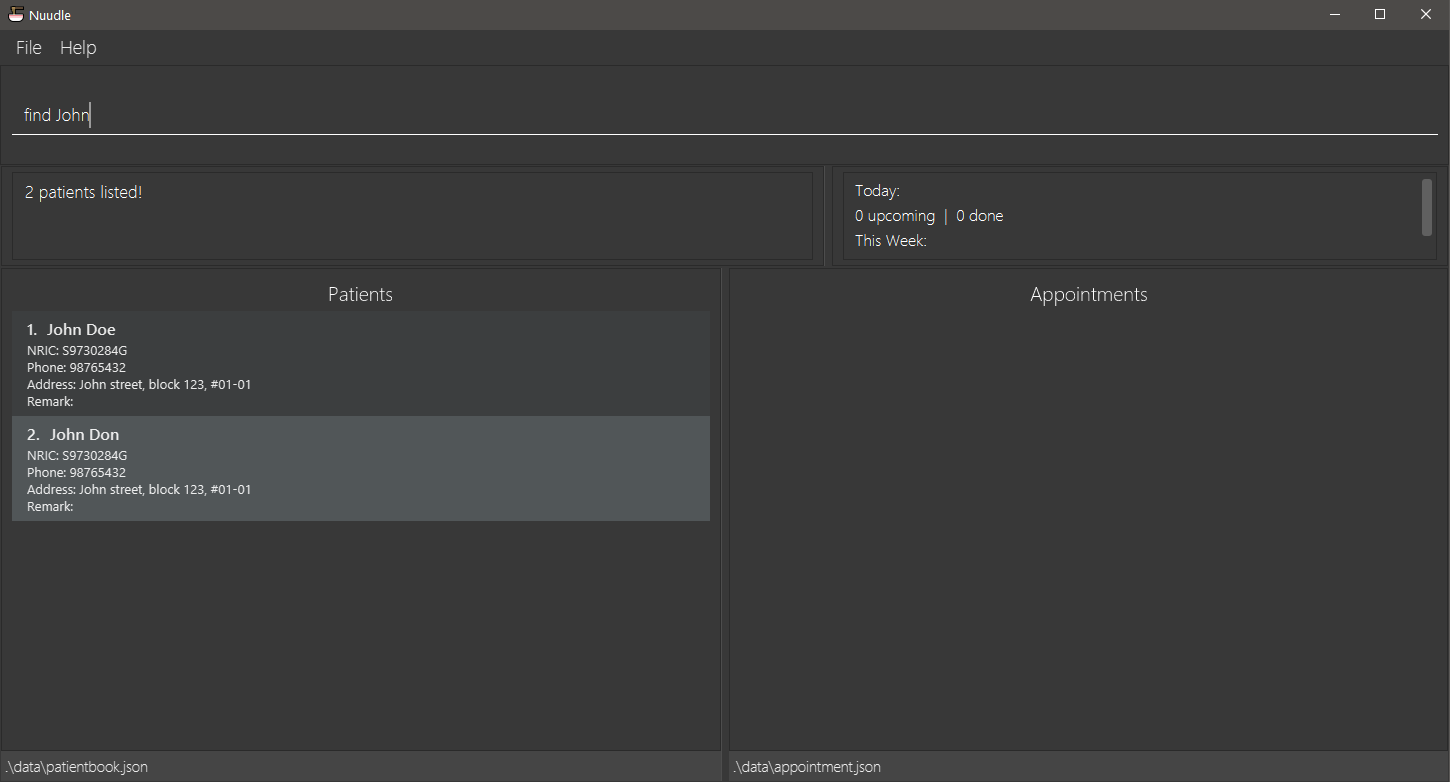 Nuudle
File Help
find John
2 patients listed!
Today:
0 upcoming | 0 done
This Week:
Patients
1. John Doe
NRIC: S9730284G
Phone: 98765432
Address: John street, block 123, #01-01
Remark:
2. John Don
NRIC: S9730284G
Phone: 98765432
Address: John street, block 123, #01-01
Remark:
Appointments
.\data\patientbook.json
.\data\appointment.json